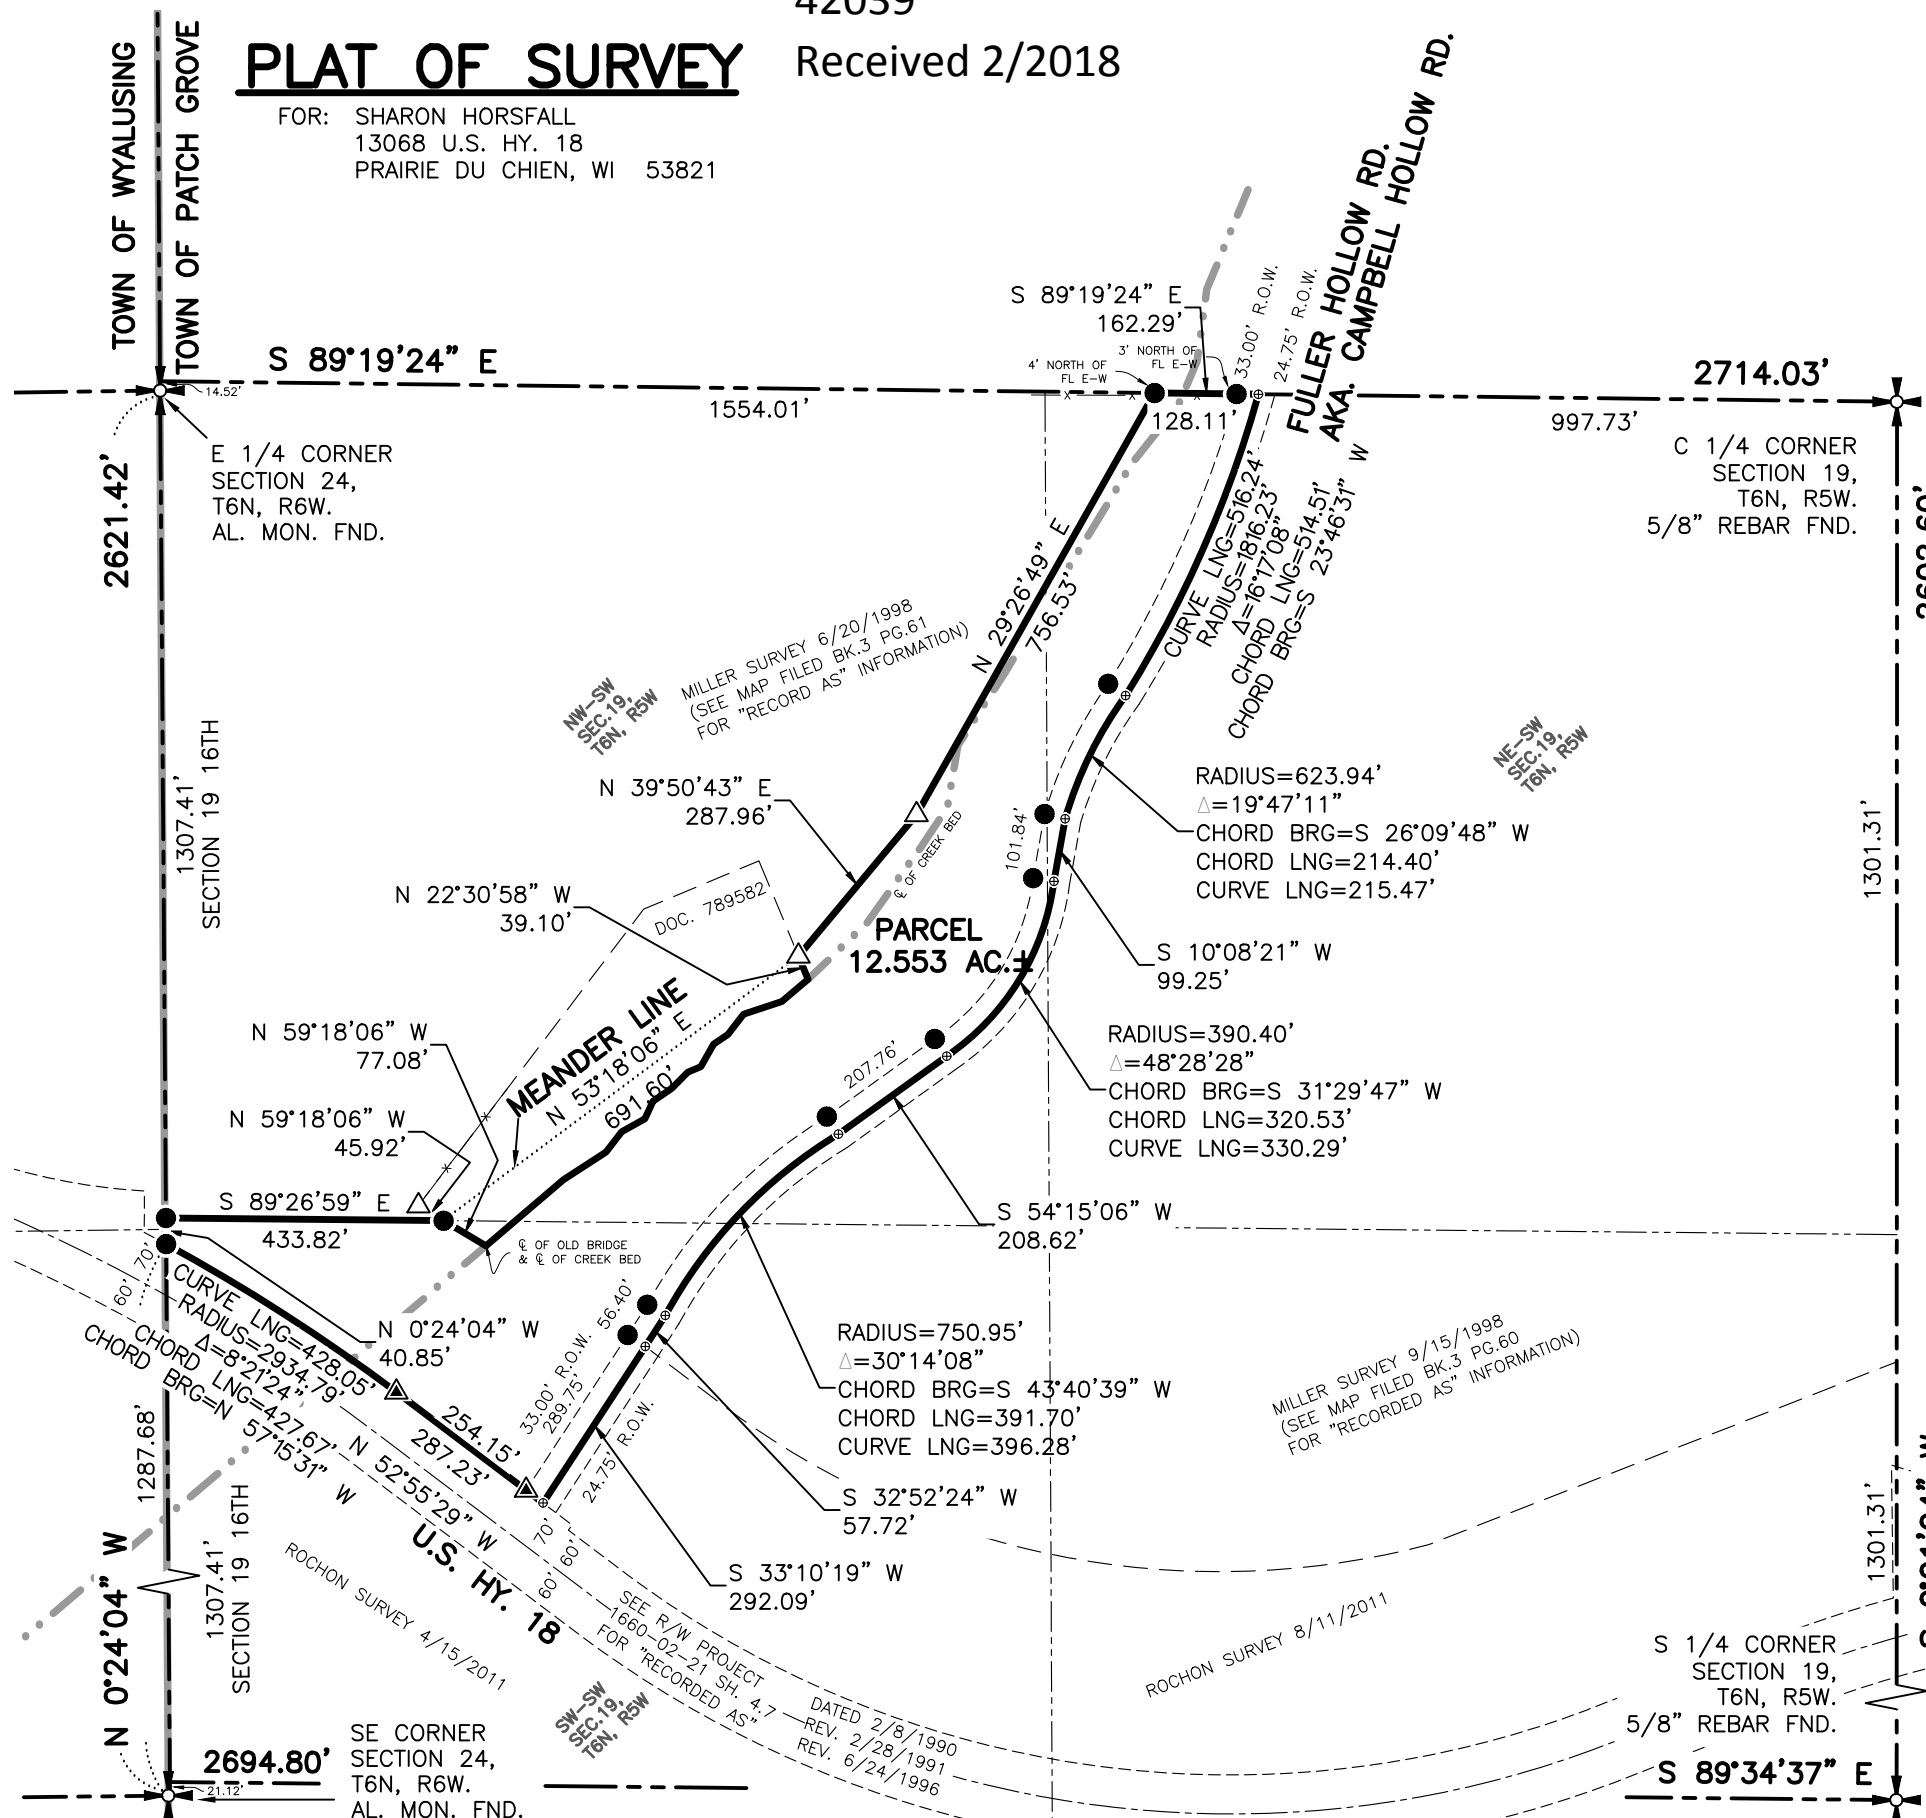 42039
Received 2/2018
PLAT OF SURVEY
FOR: SHARON HORSFALL
13068 U.S. HY. 18
PRAIRIE DU CHIEN, WI 53821
TOWN OF WYALUSING
TOWN OF PATCH GROVE
FULLER HOLLOW RD.
AKA. CAMPBELL HOLLOW RD.
S 89°19'24" E
162.29'
33.00' R.O.W.
24.75' R.O.W.
4' NORTH OF
FL E-W
3' NORTH OF
FL E-W
S 89°19'24" E
2714.03'
14.52'
1554.01'
128.11'
997.73'
E 1/4 CORNER
SECTION 24,
T6N, R6W.
AL. MON. FND.
C 1/4 CORNER
SECTION 19,
T6N, R5W.
5/8" REBAR FND.
2621.42'
CURVE LNG=516.24'
RADIUS=1816.23'
Δ=16°17'08"
CHORD LNG=514.51'
CHORD BRG=S 23°46'31" W
N 29°26'49" E
756.53'
MILLER SURVEY 6/20/1998
(SEE MAP FILED BK.3 PG.61
FOR "RECORD AS" INFORMATION)
NW-SW
SEC.19,
T6N, R5W
NE-SW
SEC.19,
T6N, R5W
1307.41'
SECTION 19 16TH
N 39°50'43" E
287.96'
RADIUS=623.94'
Δ=19°47'11"
CHORD BRG=S 26°09'48" W
CHORD LNG=214.40'
CURVE LNG=215.47'
1301.31'
101.84'
℄ OF CREEK BED
N 22°30'58" W
39.10'
DOC. 789582
PARCEL
12.553 AC.±
S 10°08'21" W
99.25'
MEANDER LINE
N 53°18'06" E
691.60'
N 59°18'06" W
77.08'
RADIUS=390.40'
Δ=48°28'28"
CHORD BRG=S 31°29'47" W
CHORD LNG=320.53'
CURVE LNG=330.29'
207.76'
N 59°18'06" W
45.92'
S 89°26'59" E
433.82'
S 54°15'06" W
208.62'
℄ OF OLD BRIDGE
& ℄ OF CREEK BED
70'
60'
CURVE LNG=428.05'
RADIUS=2934.79'
Δ=8°21'24"
CHORD LNG=427.67'
CHORD BRG=N 57°15'31" W
N 0°24'04" W
40.85'
56.40'
33.00' R.O.W.
289.75'
24.75' R.O.W.
RADIUS=750.95'
Δ=30°14'08"
CHORD BRG=S 43°40'39" W
CHORD LNG=391.70'
CURVE LNG=396.28'
MILLER SURVEY 9/15/1998
(SEE MAP FILED BK.3 PG.60
FOR "RECORDED AS" INFORMATION)
254.15'
287.23'
N 52°55'29" W
1287.68'
S 32°52'24" W
57.72'
S 33°10'19" W
292.09'
70'
60'
60'
U.S. HY. 18
1301.31'
N 0°24'04" W
1307.41'
SECTION 19 16TH
ROCHON SURVEY 4/15/2011
SEE R/W PROJECT
1660-02-21 SH. 4.7
FOR "RECORDED AS"
DATED 2/8/1990
REV. 2/28/1991
REV. 6/24/1996
ROCHON SURVEY 8/11/2011
SW-SW
SEC.19,
T6N, R5W
S 1/4 CORNER
SECTION 19,
T6N, R5W.
5/8" REBAR FND.
SE CORNER
SECTION 24,
T6N, R6W.
AL. MON. FND.
2694.80'
21.12'
S 89°34'37" E